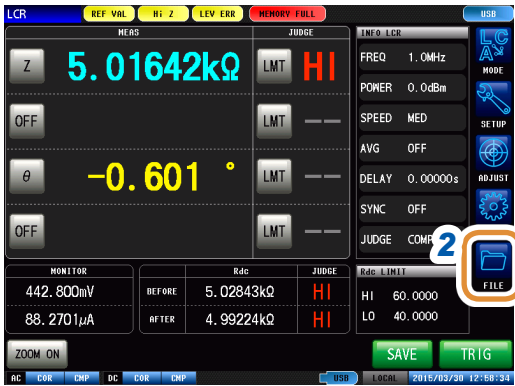 LCR REF VAL Hi Z LEV ERR MEMORY FULL USB
MEAS JUDGE
Z 5.01642kΩ LMT HI
OFF LMT --
θ -0.601 ° LMT --
OFF LMT --
INFO LCR
FREQ 1.0MHz
POWER 0.0dBm
SPEED MED
AVG OFF
DELAY 0.00000s
SYNC OFF
JUDGE COMP
2
LCR
MODE
SETUP
ADJUST
FILE
MONITOR Rdc JUDGE
442.800mV BEFORE 5.02843kΩ HI
88.2701μA AFTER 4.99224kΩ HI
Rdc LIMIT
HI 60.0000
LO 40.0000
ZOOM ON SAVE TRIG
AC COR CMP DC COR CMP USB LOCAL 2015/03/30 12:58:34